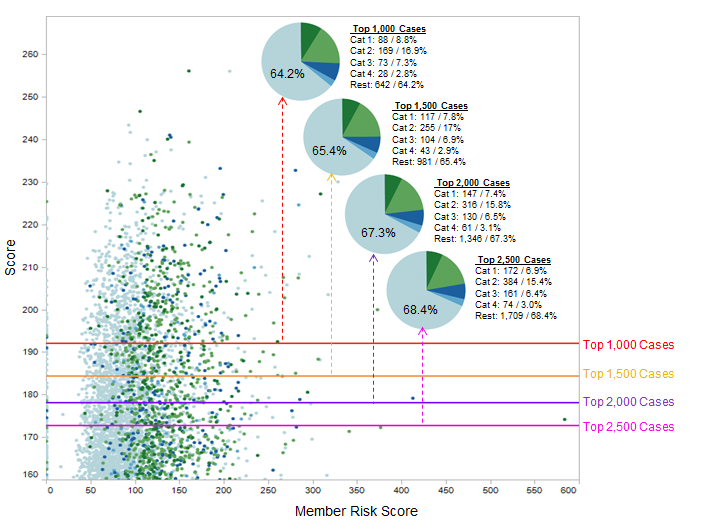 Top 1,000 Cases
Cat 1: 88 / 8.8%
Cat 2: 169 / 16.9%
Cat 3: 73 / 7.3%
Cat 4: 28 / 2.8%
Rest: 642 / 64.2%
64.2%
Top 1,500 Cases
Cat 1: 117 / 7.8%
Cat 2: 255 / 17%
Cat 3: 104 / 6.9%
Cat 4: 43 / 2.9%
Rest: 981 / 65.4%
65.4%
Top 2,000 Cases
Cat 1: 147 / 7.4%
Cat 2: 316 / 15.8%
Cat 3: 130 / 6.5%
Cat 4: 61 / 3.1%
Rest: 1,346 / 67.3%
67.3%
Top 2,500 Cases
Cat 1: 172 / 6.9%
Cat 2: 384 / 15.4%
Cat 3: 161 / 6.4%
Cat 4: 74 / 3.0%
Rest: 1,709 / 68.4%
68.4%
Score
260
250
240
230
220
210
200
190
180
170
160
Top 1,000 Cases
Top 1,500 Cases
Top 2,000 Cases
Top 2,500 Cases
0 50 100 150 200 250 300 350 400 450 500 550 600
Member Risk Score